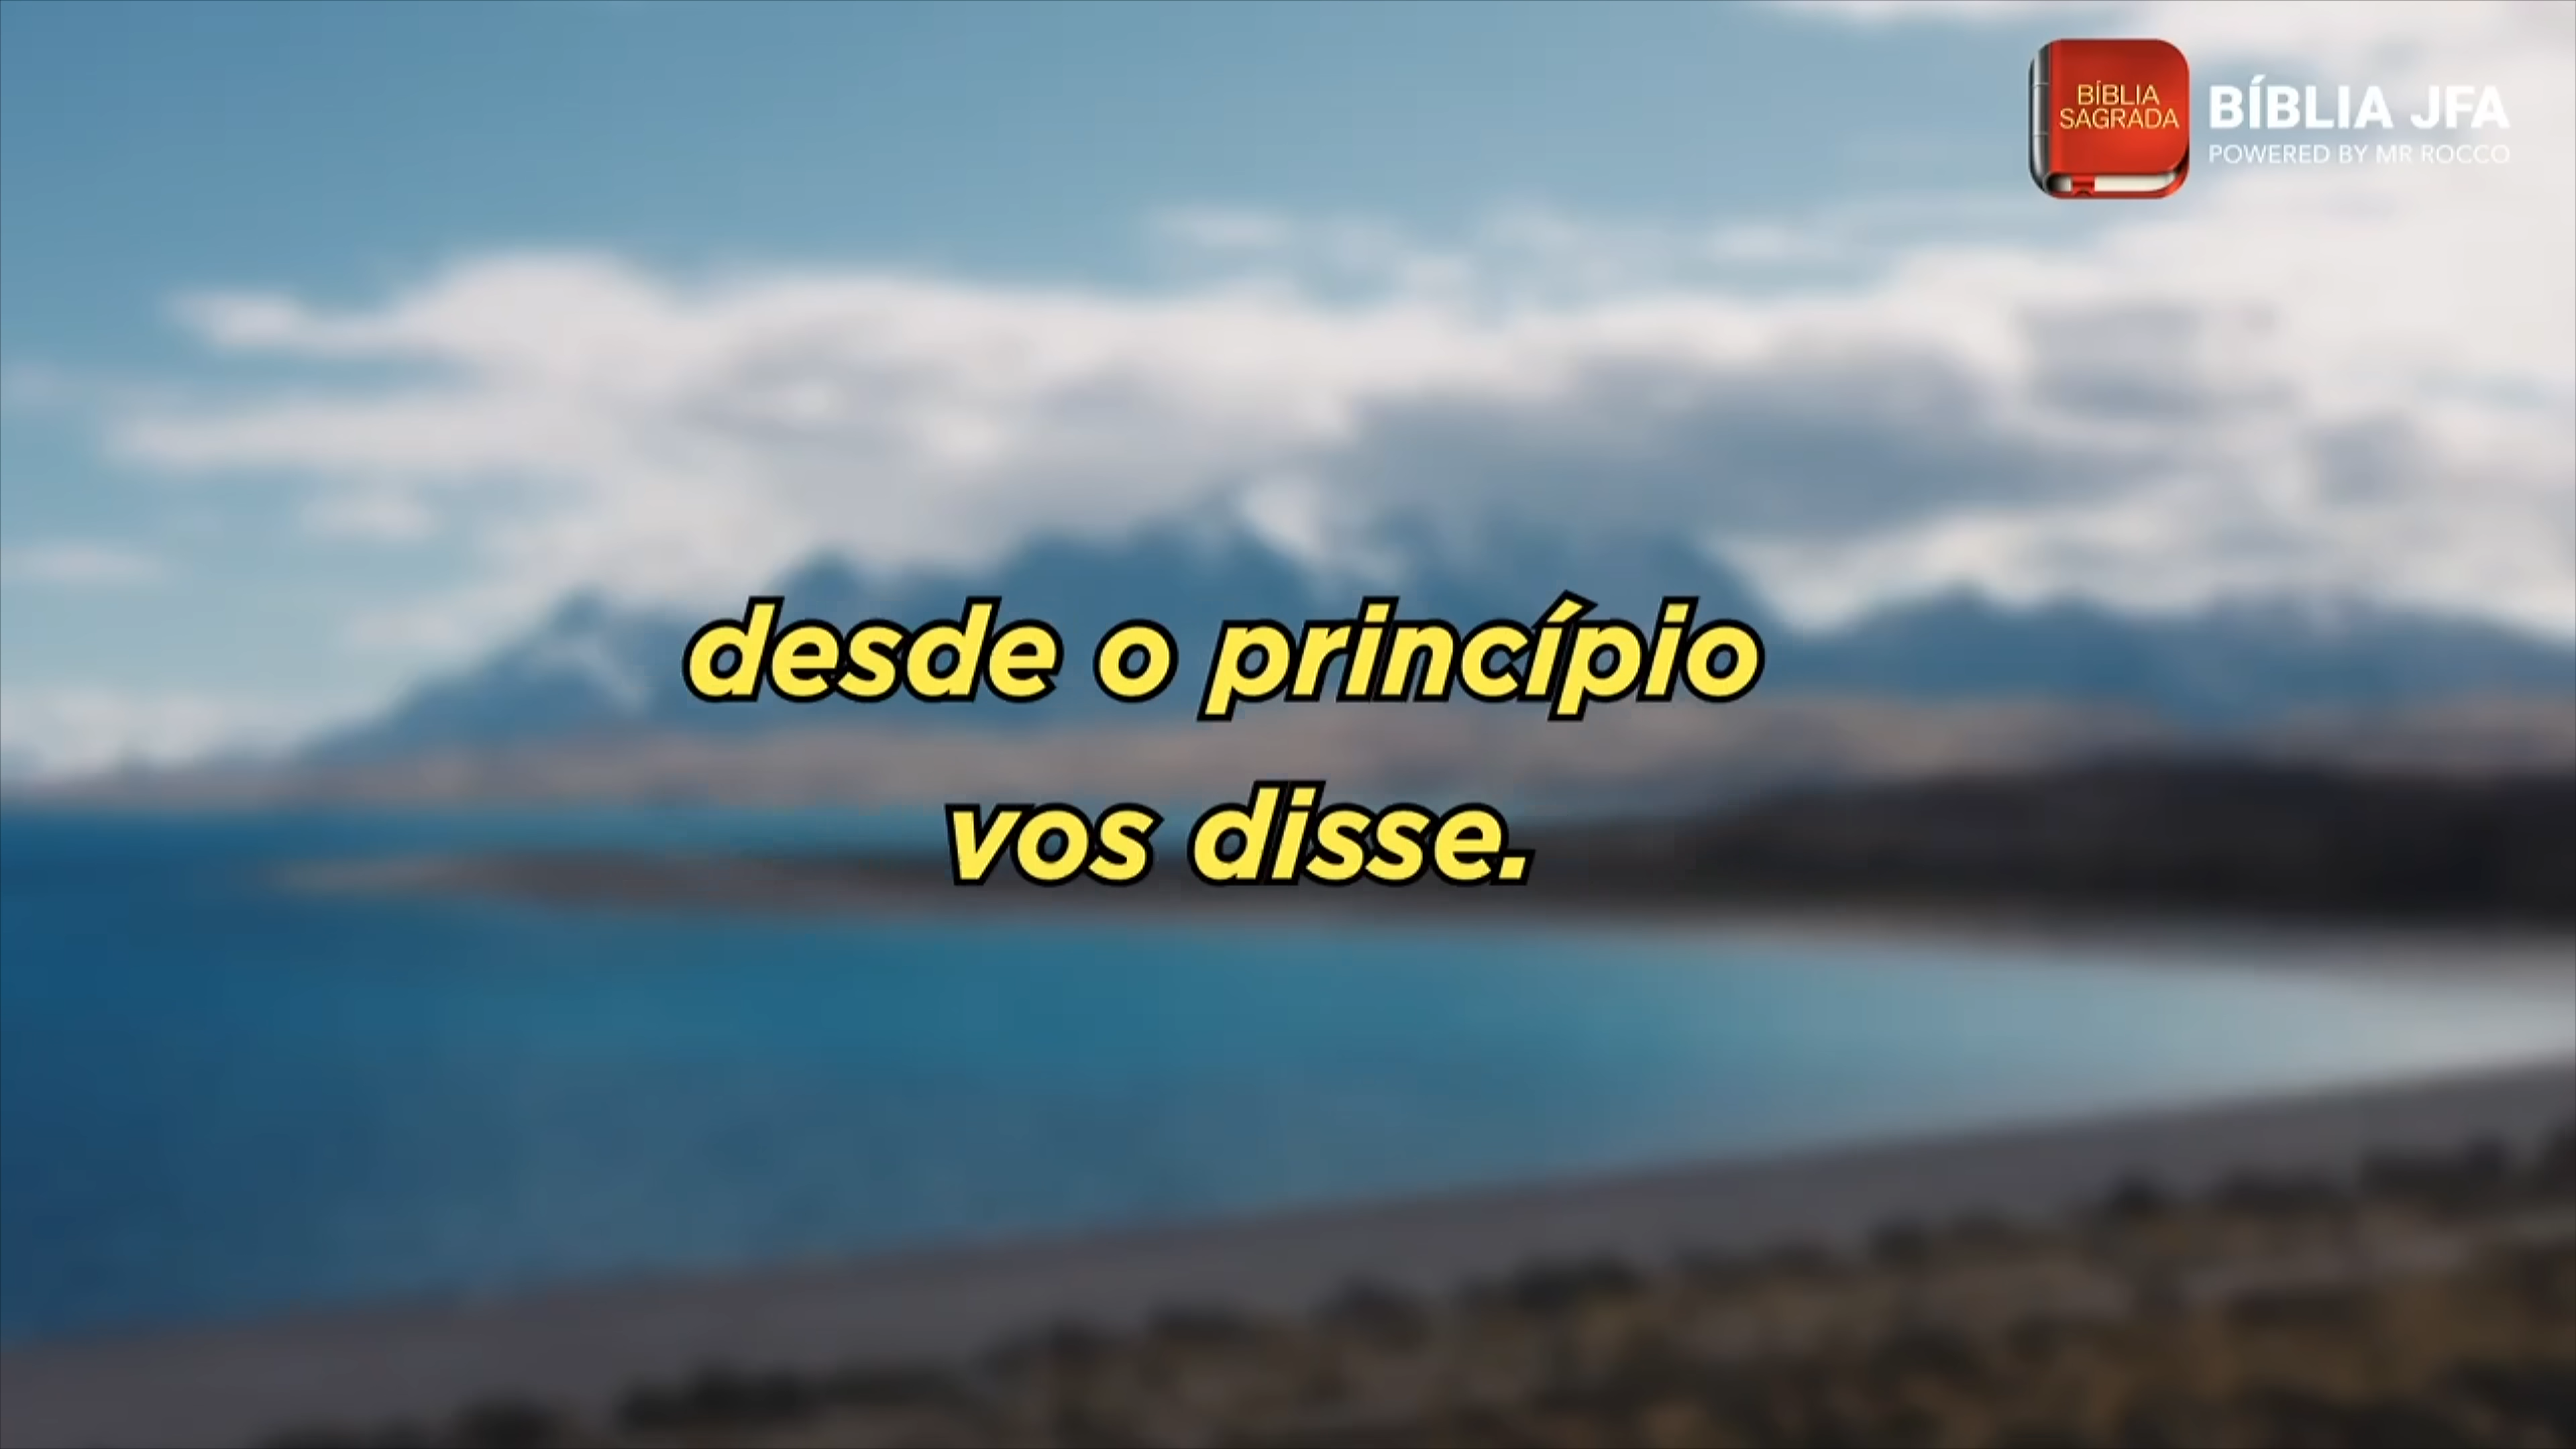 BÍBLIA
SAGRADA
BÍBLIA JFA
POWERED BY MR ROCCO
desde o princípio
vos disse.